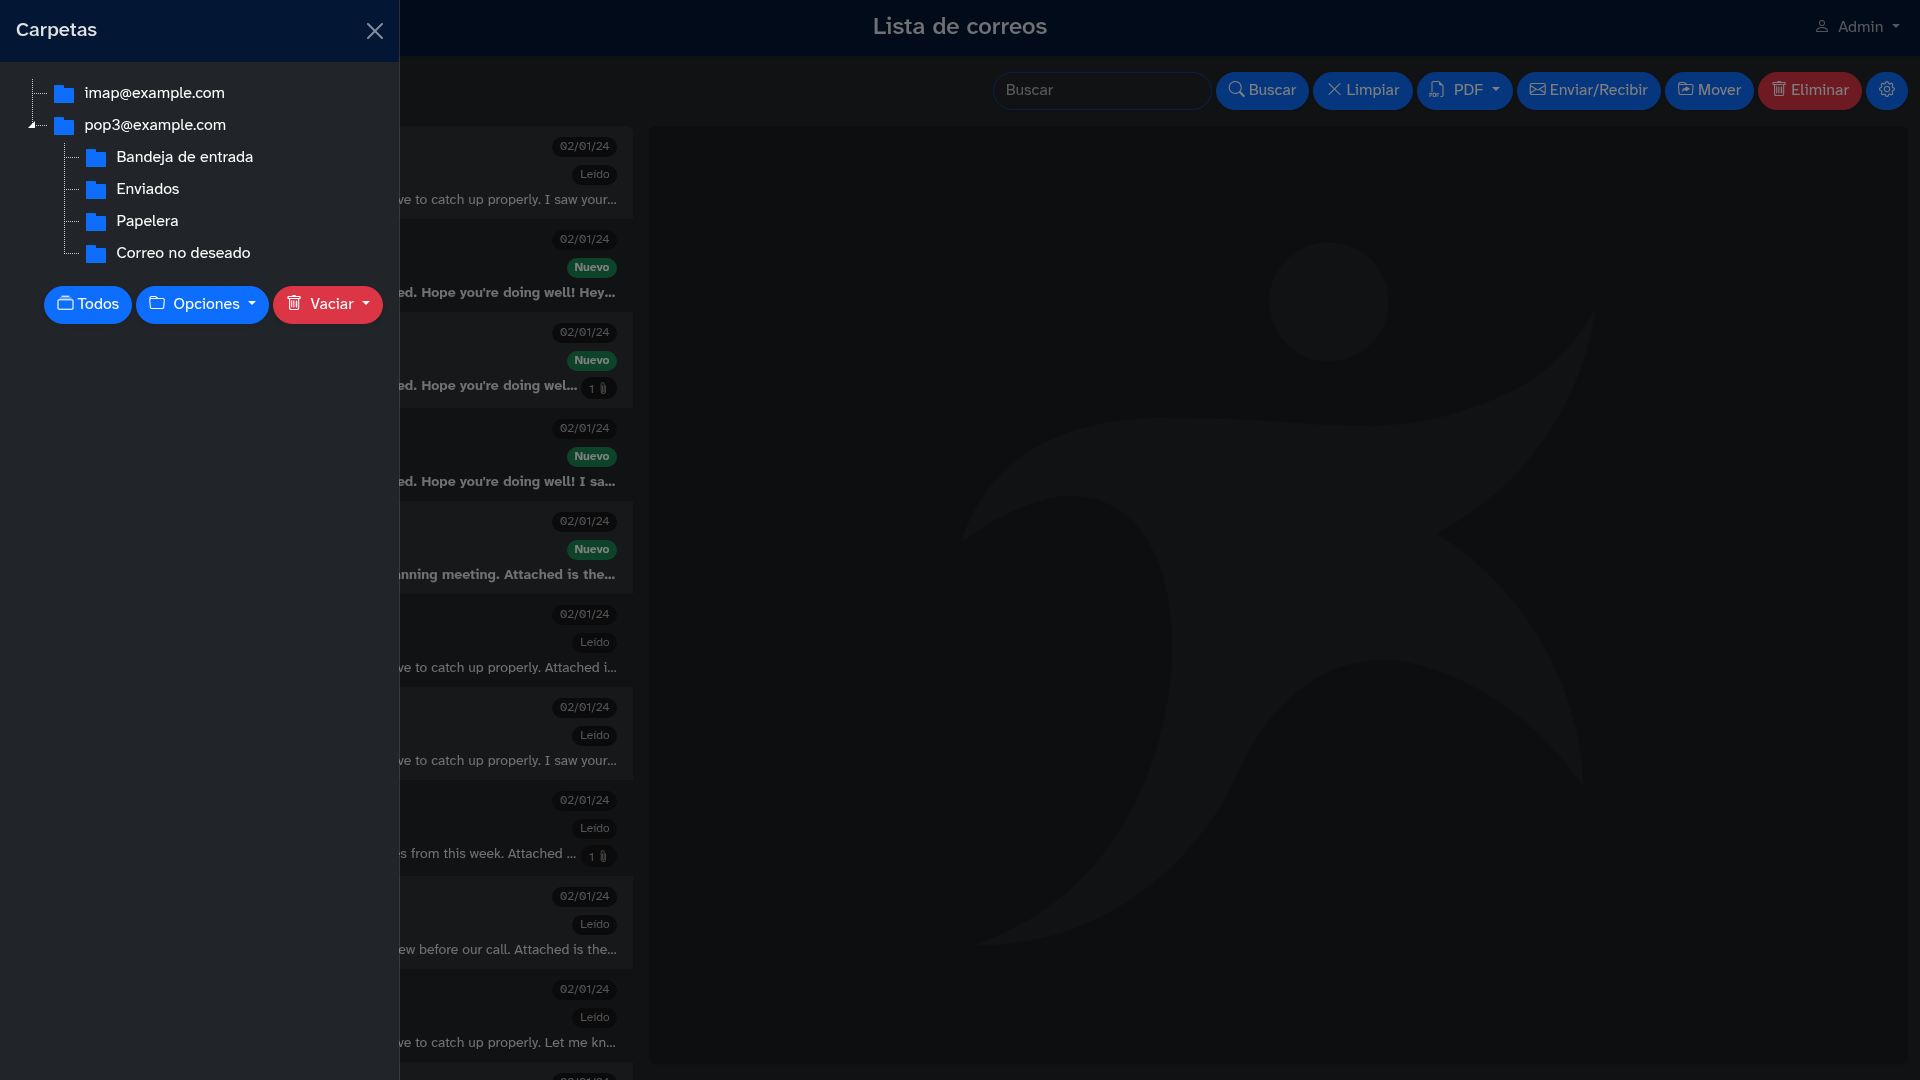 Carpetas
Lista de correos
Admin
imap@example.com
pop3@example.com
Bandeja de entrada
Enviados
Papelera
Correo no deseado
Todos
Opciones
Vaciar
Buscar
Buscar
Limpiar
PDF
Enviar/Recibir
Mover
Eliminar
02/01/24
Leído
ve to catch up properly. I saw your...
02/01/24
Nuevo
ed. Hope you're doing well! Hey...
02/01/24
Nuevo
ed. Hope you're doing wel...
1
02/01/24
Nuevo
ed. Hope you're doing well! I sa...
02/01/24
Nuevo
anning meeting. Attached is the...
02/01/24
Leído
ve to catch up properly. Attached i...
02/01/24
Leído
ve to catch up properly. I saw your...
02/01/24
Leído
s from this week. Attached ...
1
02/01/24
Leído
ew before our call. Attached is the...
02/01/24
Leído
ve to catch up properly. Let me kn...